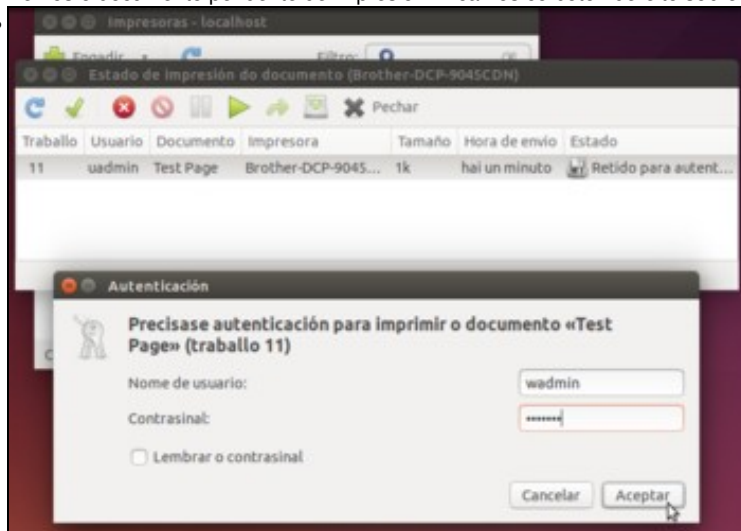 Impresoras - localhost
Engadir
Filtro:
Estado de impresión do documento (Brother-DCP-9045CDN)
Pechar
Traballo Usuario Documento Impresora Tamaño Hora de envío Estado
11 uadmin Test Page Brother-DCP-9045... 1k hai un minuto Retido para autent...
Autenticación
Precisase autenticación para imprimir o documento «Test
Page» (traballo 11)
Nome de usuario:
wadmin
Contrasinal:
•••••••
Lembrar o contrasinal
Cancelar Aceptar